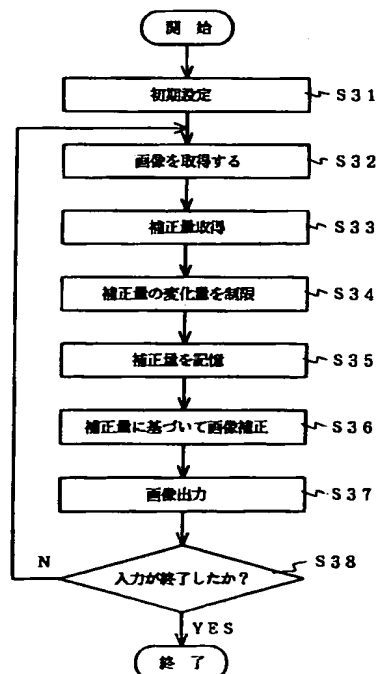 開始
初期設定
S31
画像を取得する
S32
補正量取得
S33
補正量の変化量を制限
S34
補正量を記憶
S35
補正量に基づいて画像補正
S36
画像出力
S37
N
入力が終了したか?
S38
YES
終了